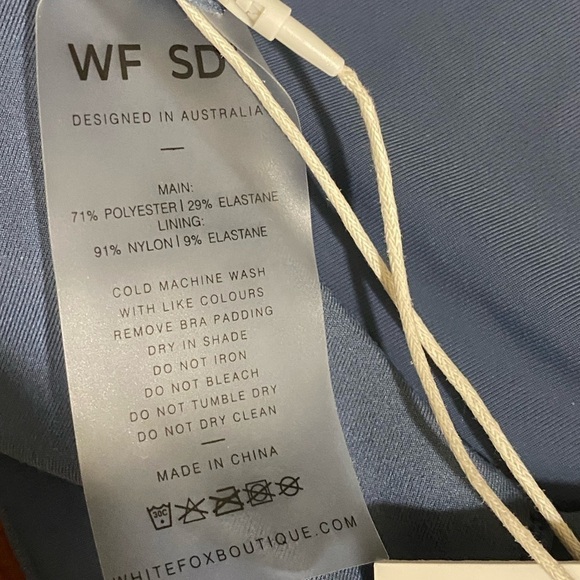 WF SD
DESIGNED IN AUSTRALIA
MAIN:
71% POLYESTER | 29% ELASTANE
LINING:
91% NYLON | 9% ELASTANE
COLD MACHINE WASH
WITH LIKE COLOURS
REMOVE BRA PADDING
DRY IN SHADE
DO NOT IRON
DO NOT BLEACH
DO NOT TUMBLE DRY
DO NOT DRY CLEAN
MADE IN CHINA
30C
WHITEFOXBOUTIQUE.COM